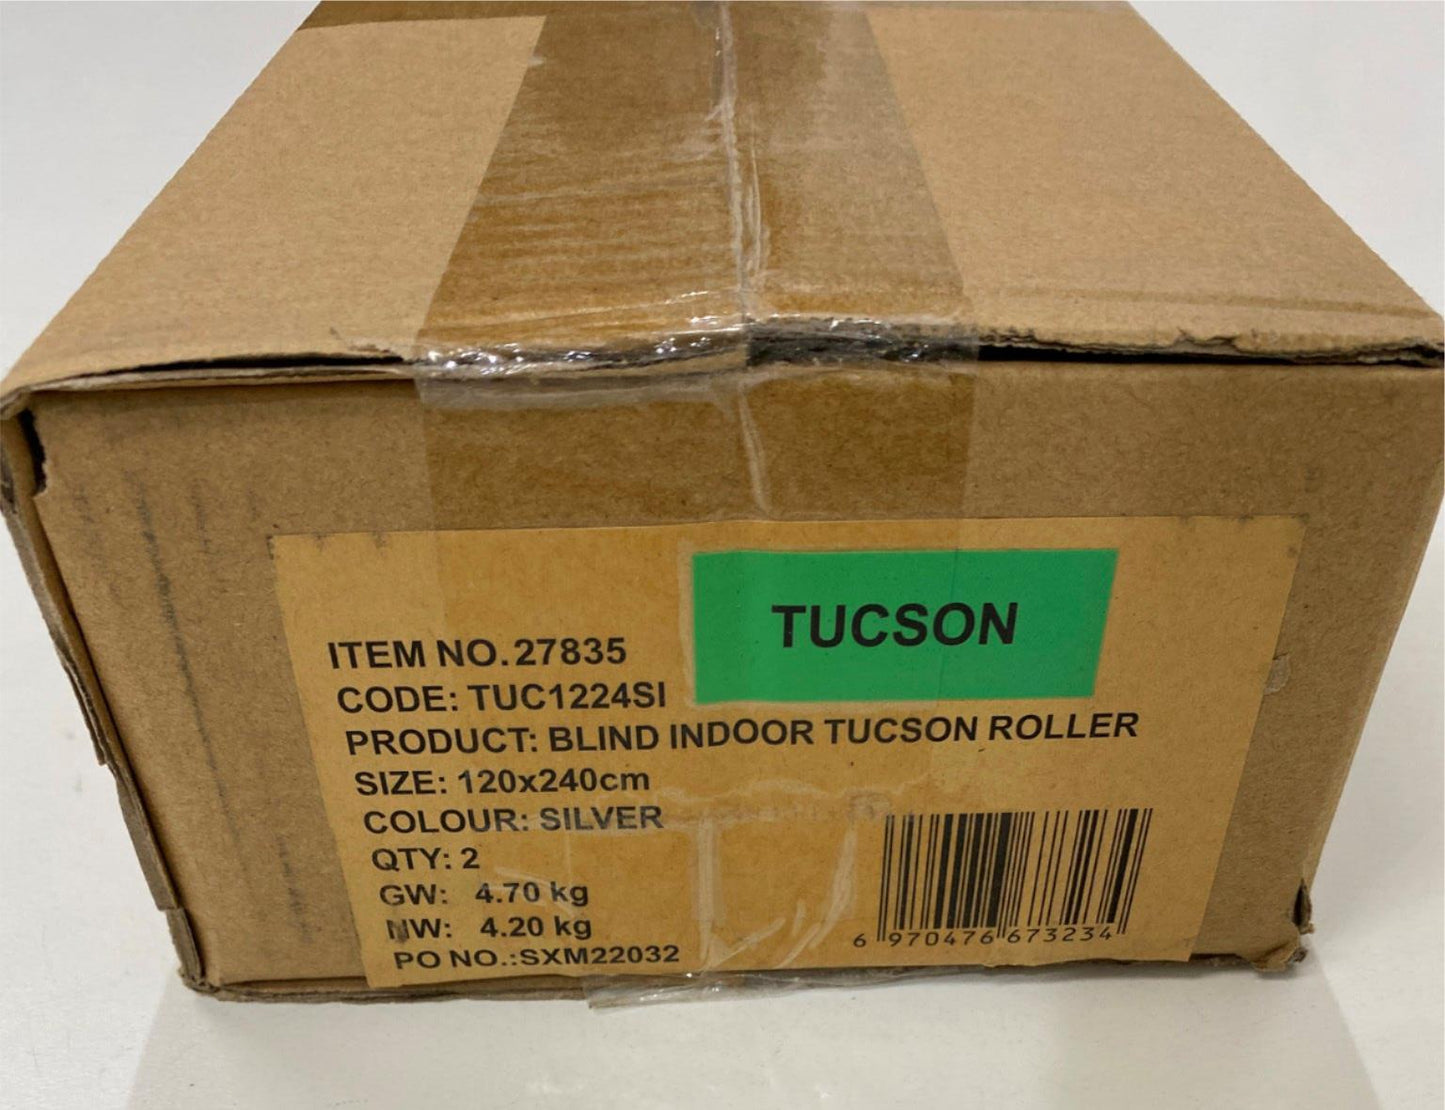 TUCSON
ITEM NO. 27835
CODE: TUC1224SI
PRODUCT: BLIND INDOOR TUCSON ROLLER
SIZE: 120x240cm
COLOUR: SILVER
QTY: 2
GW: 4.70 kg
NW: 4.20 kg
PO NO.:SXM22032
6 970476 673234